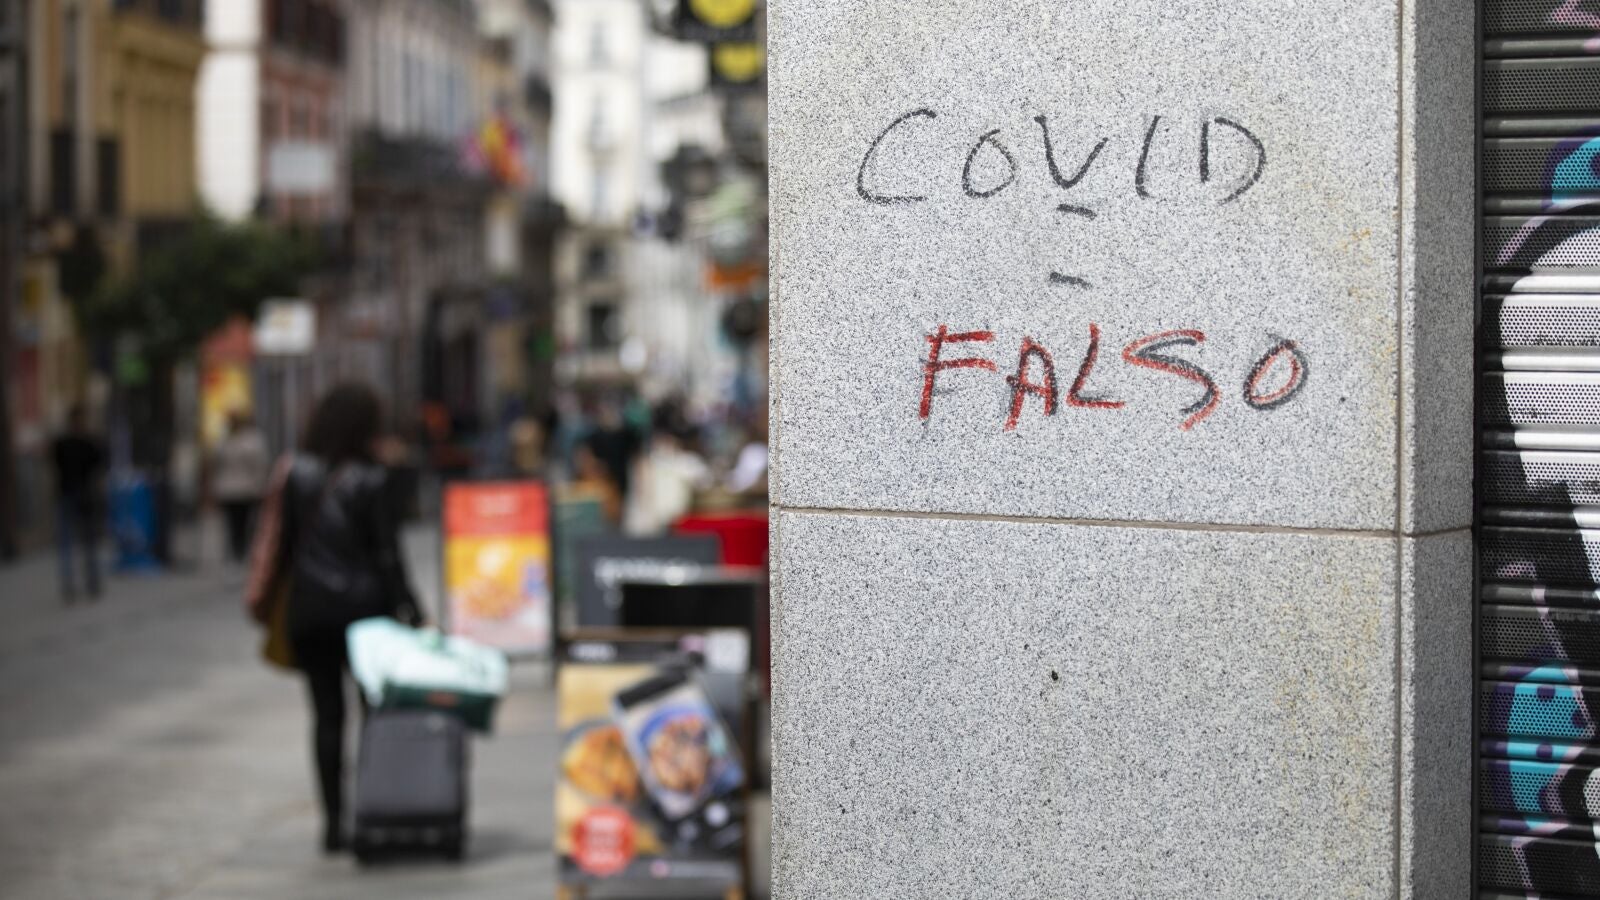 COVID
=
FALSO